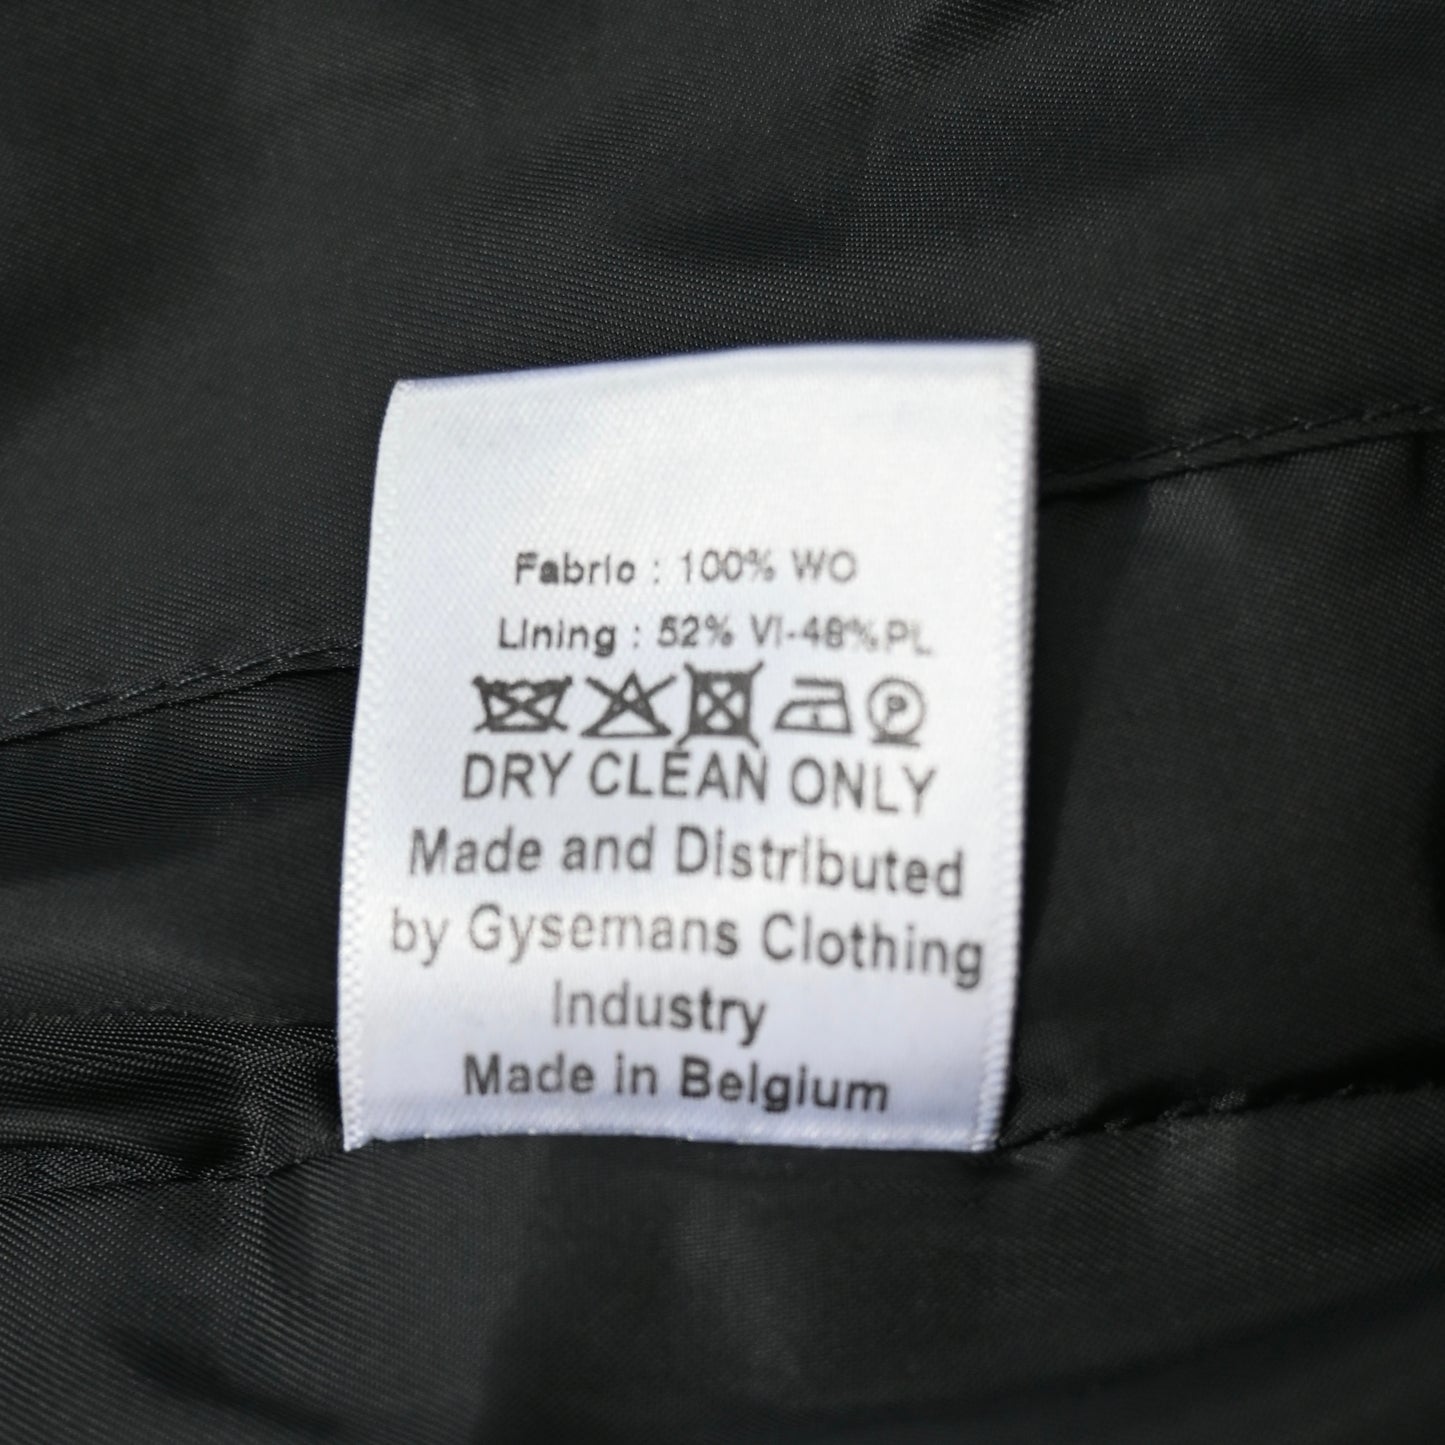 Fabric : 100% WO
Lining : 52% VI-48%PL
P
DRY CLEAN ONLY
Made and Distributed
by Gysemans Clothing
Industry
Made in Belgium